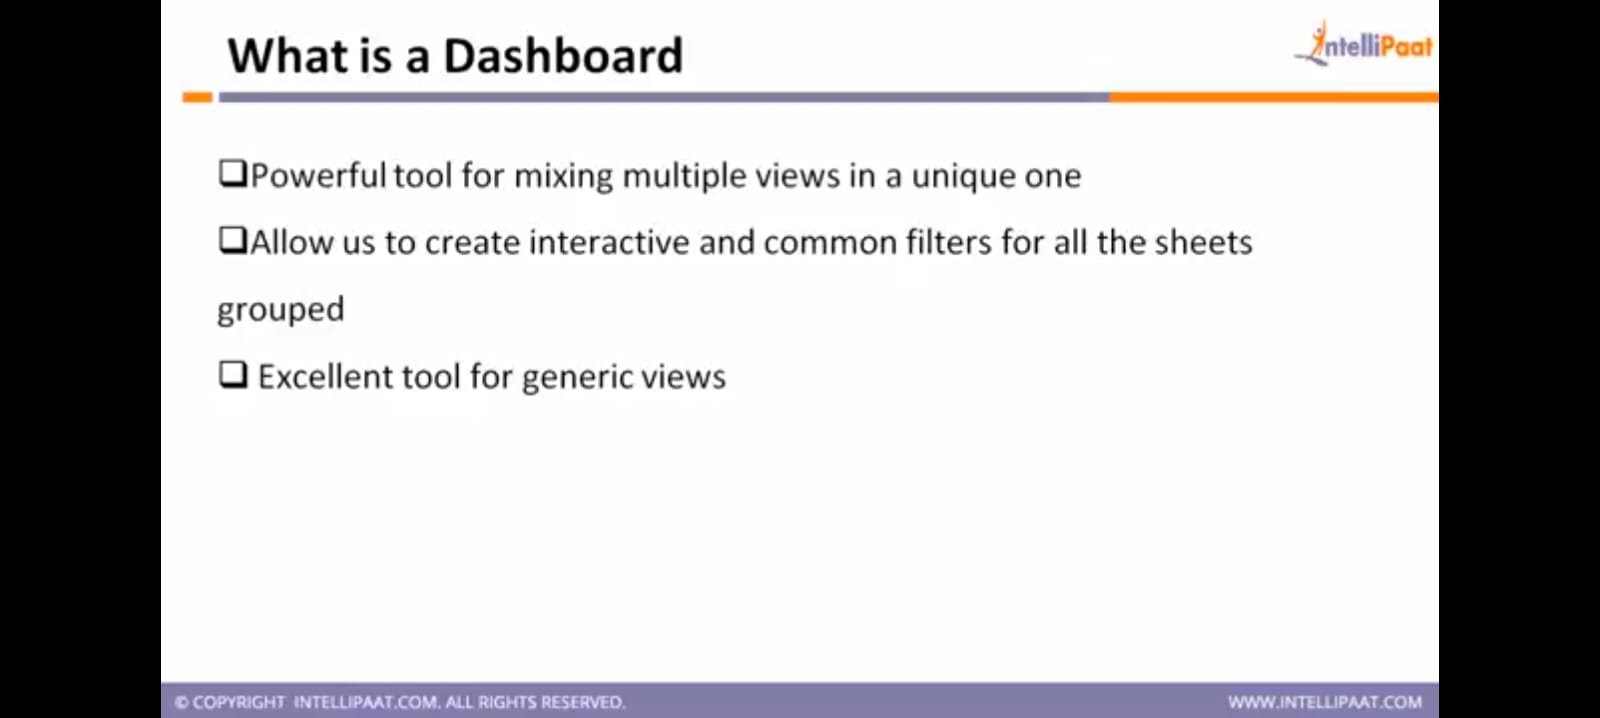 What is a Dashboard
IntelliPaat
Powerful tool for mixing multiple views in a unique one
Allow us to create interactive and common filters for all the sheets
grouped
Excellent tool for generic views
© COPYRIGHT INTELLIPAAT.COM. ALL RIGHTS RESERVED.
WWW.INTELLIPAAT.COM